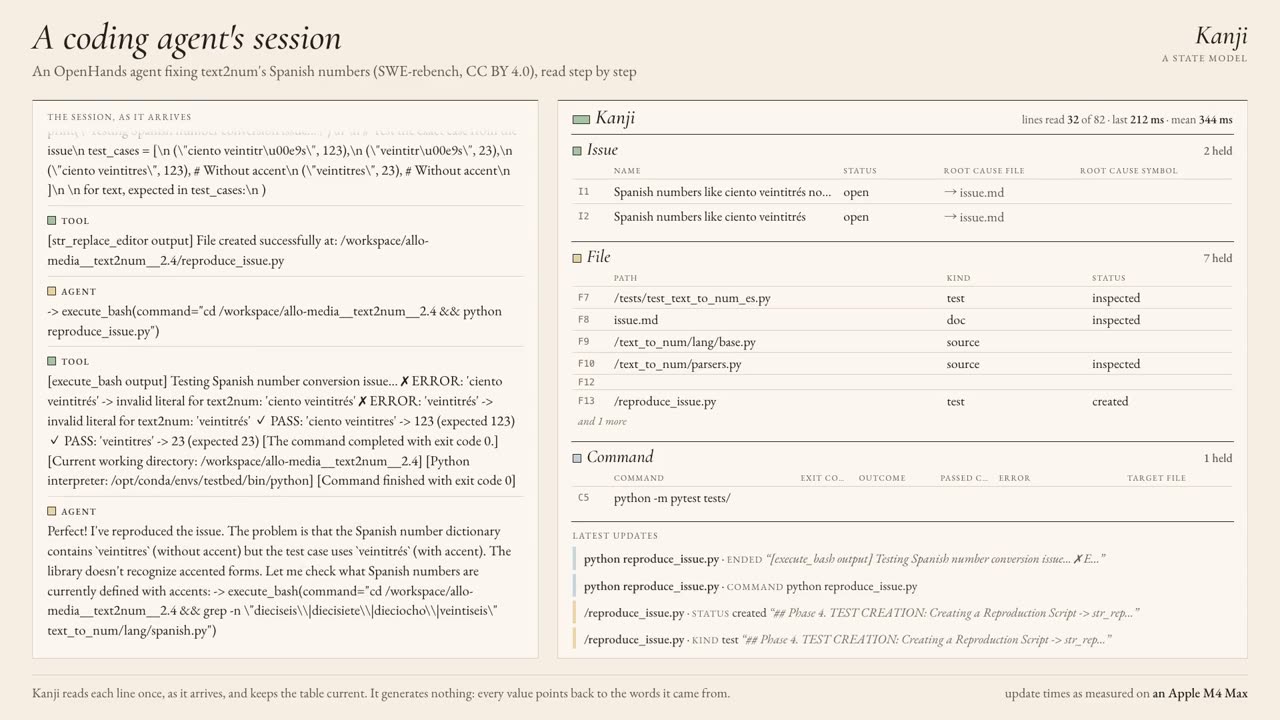 A coding agent's session
An OpenHands agent fixing text2num's Spanish numbers (SWE-rebench, CC BY 4.0), read step by step
Kanji
A STATE MODEL
THE SESSION, AS IT ARRIVES
issue\n test_cases = [\n (\"ciento veintitr\u00e9s\", 123),\n (\"veintitr\u00e9s\", 23),\n
(\"ciento veintitres\", 123), # Without accent\n (\"veintitres\", 23), # Without accent\n
]\n \n for text, expected in test_cases:\n )
TOOL
[str_replace_editor output] File created successfully at: /workspace/allo-
media__text2num__2.4/reproduce_issue.py
AGENT
-> execute_bash(command="cd /workspace/allo-media__text2num__2.4 && python
reproduce_issue.py")
TOOL
[execute_bash output] Testing Spanish number conversion issue... ✗ ERROR: 'ciento
veintitrés' -> invalid literal for text2num: 'ciento veintitrés' ✗ ERROR: 'veintitrés' ->
invalid literal for text2num: 'veintitrés' ✓ PASS: 'ciento veintitres' -> 123 (expected 123)
✓ PASS: 'veintitres' -> 23 (expected 23) [The command completed with exit code 0.]
[Current working directory: /workspace/allo-media__text2num__2.4] [Python
interpreter: /opt/conda/envs/testbed/bin/python] [Command finished with exit code 0]
AGENT
Perfect! I've reproduced the issue. The problem is that the Spanish number dictionary
contains `veintitres` (without accent) but the test case uses `veintitrés` (with accent). The
library doesn't recognize accented forms. Let me check what Spanish numbers are
currently defined with accents: -> execute_bash(command="cd /workspace/allo-
media__text2num__2.4 && grep -n \"dieciseis\\|diecisiete\\|dieciocho\\|veintiseis\"
text_to_num/lang/spanish.py")
Kanji
lines read 32 of 82 · last 212 ms · mean 344 ms
Issue
2 held
NAME STATUS ROOT CAUSE FILE ROOT CAUSE SYMBOL
I1 Spanish numbers like ciento veintitrés no... open → issue.md
I2 Spanish numbers like ciento veintitrés open → issue.md
File
7 held
PATH KIND STATUS
F7 /tests/test_text_to_num_es.py test inspected
F8 issue.md doc inspected
F9 /text_to_num/lang/base.py source
F10 /text_to_num/parsers.py source inspected
F12
F13 /reproduce_issue.py test created
and 1 more
Command
1 held
COMMAND EXIT CO... OUTCOME PASSED C... ERROR TARGET FILE
C5 python -m pytest tests/
LATEST UPDATES
python reproduce_issue.py · ENDED “[execute_bash output] Testing Spanish number conversion issue... ✗ E...”
python reproduce_issue.py · COMMAND python reproduce_issue.py
/reproduce_issue.py · STATUS created “## Phase 4. TEST CREATION: Creating a Reproduction Script -> str_rep...”
/reproduce_issue.py · KIND test “## Phase 4. TEST CREATION: Creating a Reproduction Script -> str_rep...”
Kanji reads each line once, as it arrives, and keeps the table current. It generates nothing: every value points back to the words it came from.
update times as measured on an Apple M4 Max